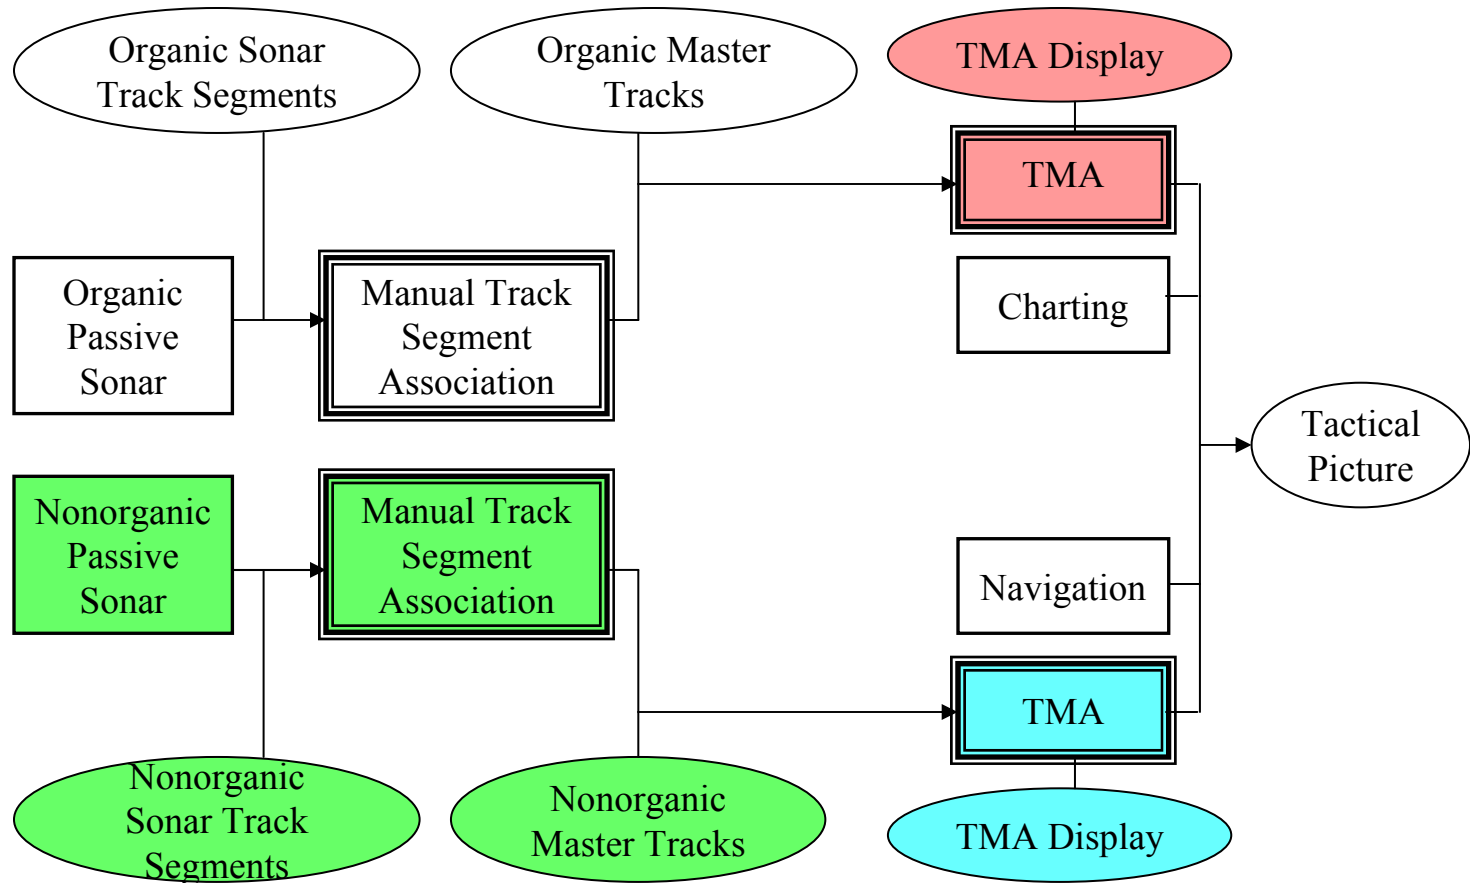 Organic Sonar
Track Segments
Organic Master
Tracks
TMA Display
TMA
Organic
Passive
Sonar
Manual Track
Segment
Association
Charting
Tactical
Picture
Nonorganic
Passive
Sonar
Manual Track
Segment
Association
Navigation
TMA
Nonorganic
Sonar Track
Segments
Nonorganic
Master Tracks
TMA Display